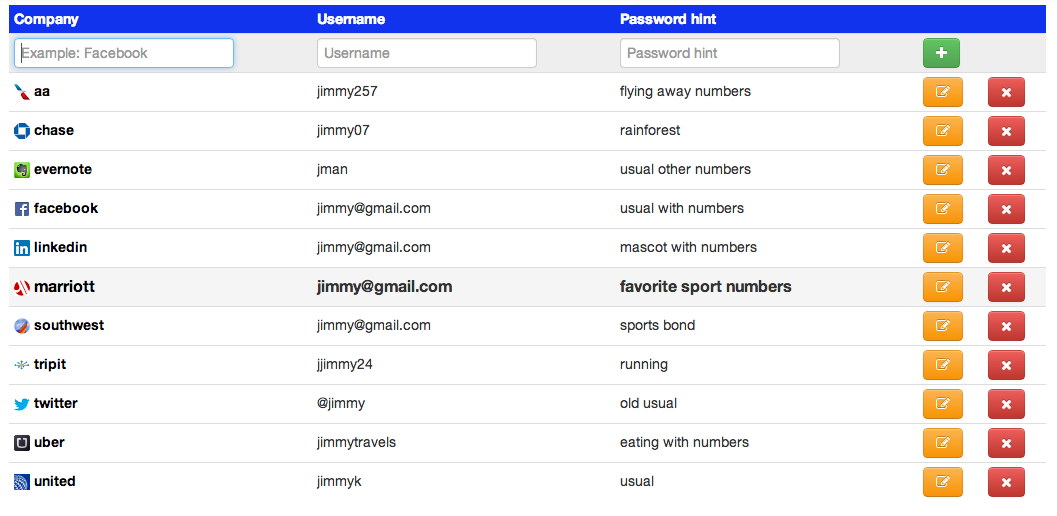 Company Username Password hint
Example: Facebook Username Password hint
aa jimmy257 flying away numbers
chase jimmy07 rainforest
evernote jman usual other numbers
facebook jimmy@gmail.com usual with numbers
linkedin jimmy@gmail.com mascot with numbers
marriott jimmy@gmail.com favorite sport numbers
southwest jimmy@gmail.com sports bond
tripit jjimmy24 running
twitter @jimmy old usual
uber jimmytravels eating with numbers
united jimmyk usual